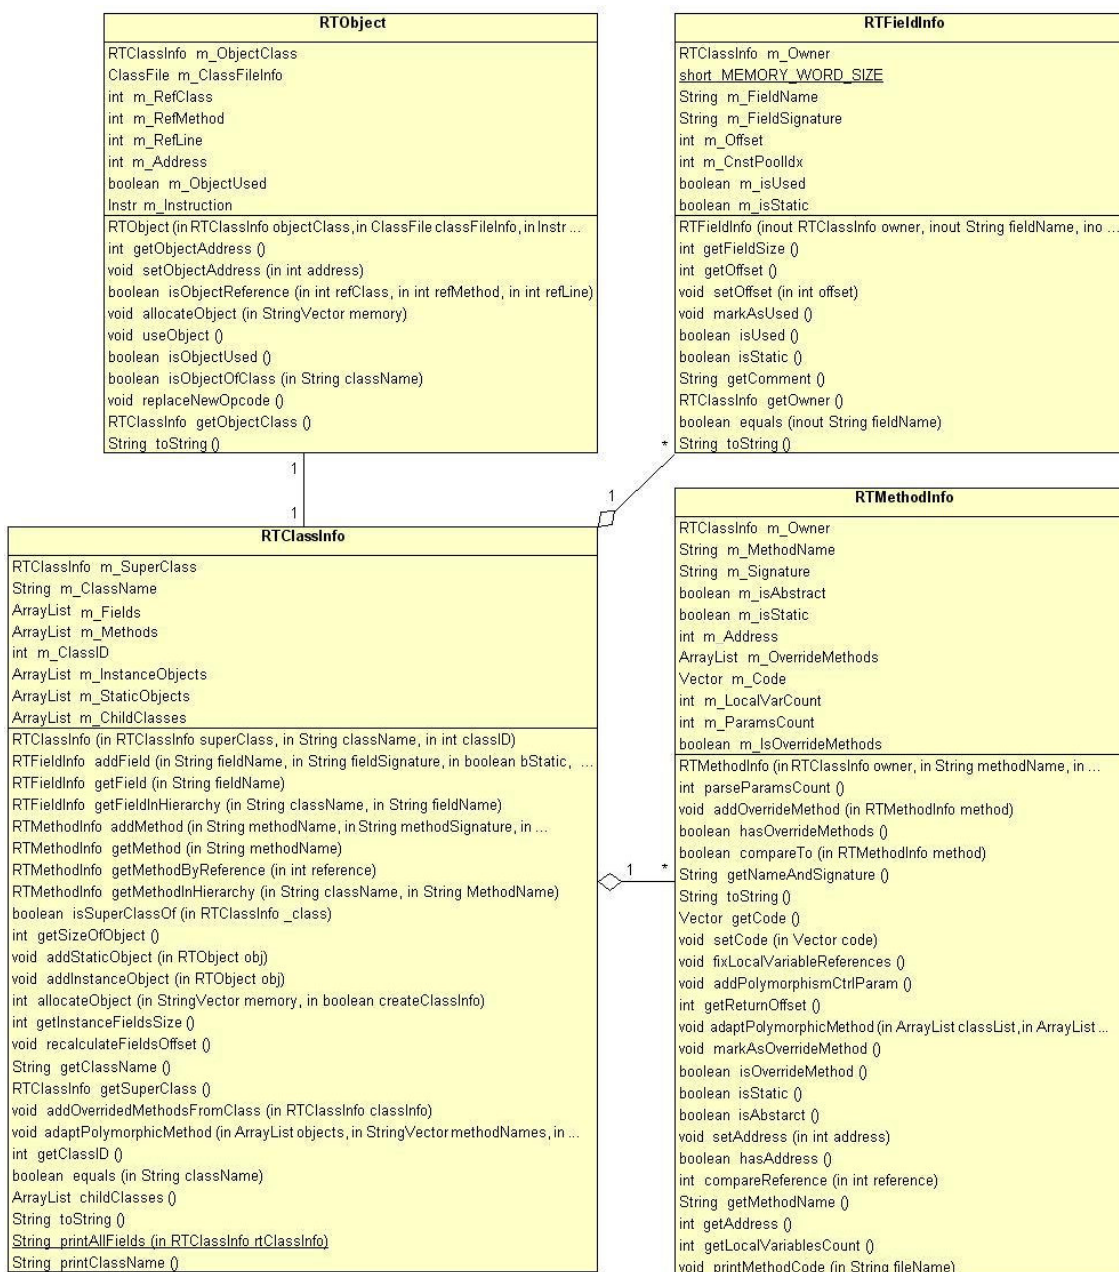 RTObject
RTClassInfo m_ObjectClass
ClassFile m_ClassFileInfo
int m_RefClass
int m_RefMethod
int m_RefLine
int m_Address
boolean m_ObjectUsed
Instr m_Instruction
RTObject (in RTClassInfo objectClass, in ClassFile classFileInfo, in Instr ...
int getObjectAddress ()
void setObjectAddress (in int address)
boolean isObjectReference (in int refClass, in int refMethod, in int refLine)
void allocateObject (in StringVector memory)
void useObject ()
boolean isObjectUsed ()
boolean isObjectOfClass (in String className)
void replaceNewOpcode ()
RTClassInfo getObjectClass ()
String toString ()
1
1
RTFieldInfo
RTClassInfo m_Owner
short MEMORY_WORD_SIZE
String m_FieldName
String m_FieldSignature
int m_Offset
int m_CnstPoolIdx
boolean m_isUsed
boolean m_isStatic
RTFieldInfo (inout RTClassInfo owner, inout String fieldName, ino ...
int getFieldSize ()
int getOffset ()
void setOffset (in int offset)
void markAsUsed ()
boolean isUsed ()
boolean isStatic ()
String getComment ()
RTClassInfo getOwner ()
boolean equals (inout String fieldName)
String toString ()
*
1
RTClassInfo
RTClassInfo m_SuperClass
String m_ClassName
ArrayList m_Fields
ArrayList m_Methods
int m_ClassID
ArrayList m_InstanceObjects
ArrayList m_StaticObjects
ArrayList m_ChildClasses
RTClassInfo (in RTClassInfo superClass, in String className, in int classID)
RTFieldInfo addField (in String fieldName, in String fieldSignature, in boolean bStatic, ...
RTFieldInfo getField (in String fieldName)
RTFieldInfo getFieldInHierarchy (in String className, in String fieldName)
RTMethodInfo addMethod (in String methodName, in String methodSignature, in ...
RTMethodInfo getMethod (in String methodName)
RTMethodInfo getMethodByReference (in int reference)
RTMethodInfo getMethodInHierarchy (in String className, in String MethodName)
boolean isSuperClassOf (in RTClassInfo _class)
int getSizeOfObject ()
void addStaticObject (in RTObject obj)
void addInstanceObject (in RTObject obj)
int allocateObject (in StringVector memory, in boolean createClassInfo)
int getInstanceFieldsSize ()
void recalculateFieldsOffset ()
String getClassName ()
RTClassInfo getSuperClass ()
void addOverridedMethodsFromClass (in RTClassInfo classInfo)
void adaptPolymorphicMethod (in ArrayList objects, in StringVector methodNames, in ...
int getClassID ()
boolean equals (in String className)
ArrayList childClasses ()
String toString ()
String printAllFields (in RTClassInfo rtClassInfo)
String printClassName ()
1
*
RTMethodInfo
RTClassInfo m_Owner
String m_MethodName
String m_Signature
boolean m_isAbstract
boolean m_isStatic
int m_Address
ArrayList m_OverrideMethods
Vector m_Code
int m_LocalVarCount
int m_ParamsCount
boolean m_IsOverrideMethods
RTMethodInfo (in RTClassInfo owner, in String methodName, in ...
int parseParamsCount ()
void addOverrideMethod (in RTMethodInfo method)
boolean hasOverrideMethods ()
boolean compareTo (in RTMethodInfo method)
String getNameAndSignature ()
String toString ()
Vector getCode ()
void setCode (in Vector code)
void fixLocalVariableReferences ()
void addPolymorphismCtrlParam ()
int getReturnOffset ()
void adaptPolymorphicMethod (in ArrayList classList, in ArrayList ...
void markAsOverrideMethod ()
boolean isOverrideMethod ()
boolean isStatic ()
boolean isAbstarct ()
void setAddress (in int address)
boolean hasAddress ()
int compareReference (in int reference)
String getMethodName ()
int getAddress ()
int getLocalVariablesCount ()
void printMethodCode (in String fileName)